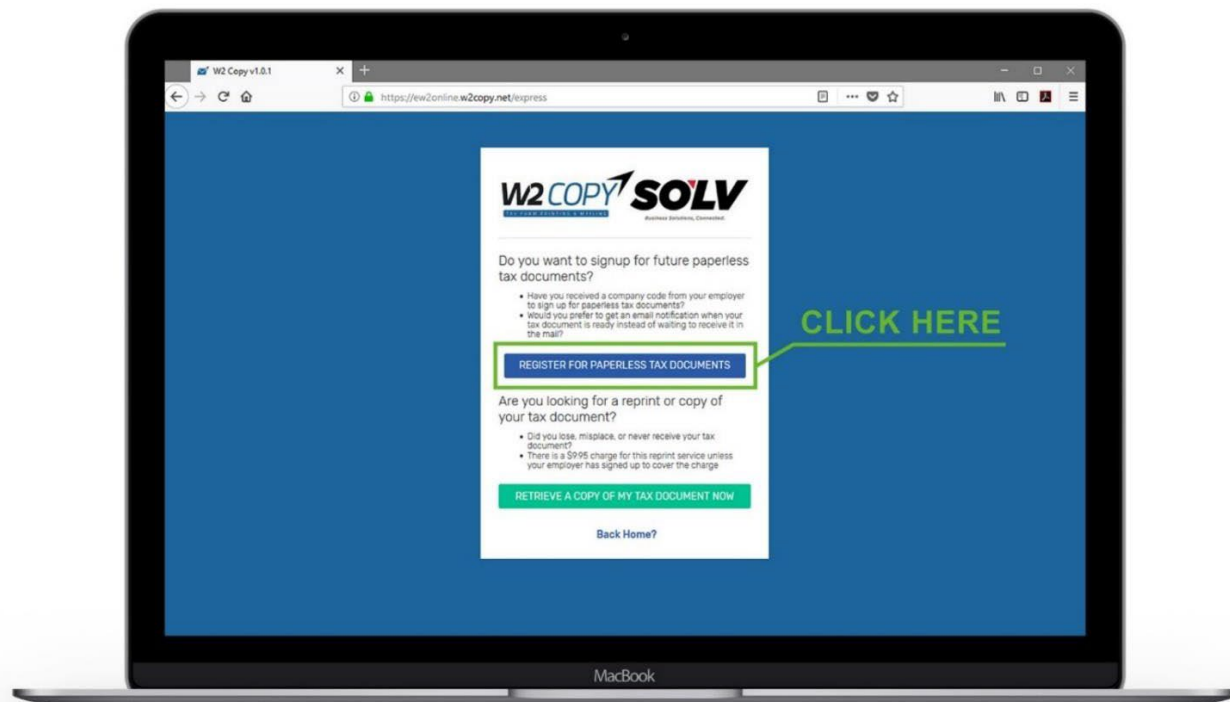 W2 Copy v1.0.1
https://ew2online.w2copy.net/express
W2 COPY
TAX FORM PRINTING & MAILING
SOLV
Business Solutions, Connected.
Do you want to signup for future paperless
tax documents?
• Have you received a company code from your employer
to sign up for paperless tax documents?
• Would you prefer to get an email notification when your
tax document is ready instead of waiting to receive it in
the mail?
CLICK HERE
REGISTER FOR PAPERLESS TAX DOCUMENTS
Are you looking for a reprint or copy of
your tax document?
• Did you lose, misplace, or never receive your tax
document?
• There is a $9.95 charge for this reprint service unless
your employer has signed up to cover the charge
RETRIEVE A COPY OF MY TAX DOCUMENT NOW
Back Home?
MacBook